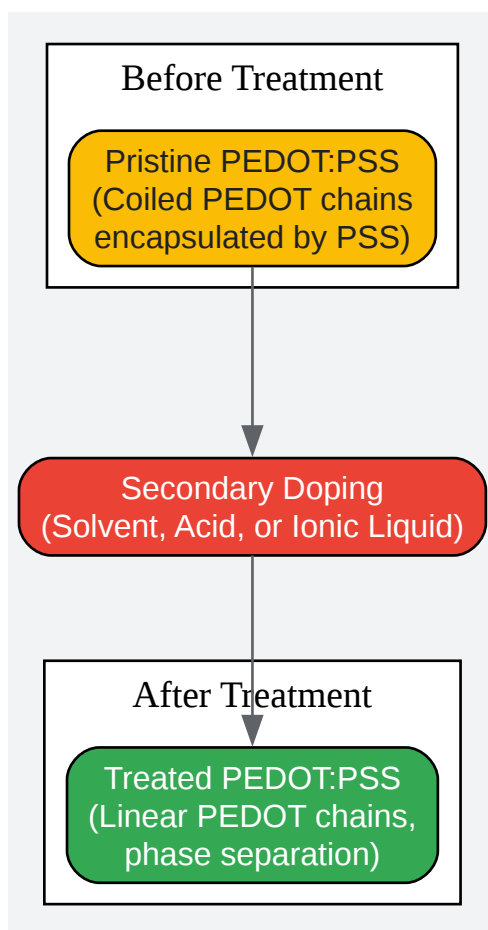 Before Treatment
Pristine PEDOT:PSS
(Coiled PEDOT chains
encapsulated by PSS)
Secondary Doping
(Solvent, Acid, or Ionic Liquid)
After Treatment
Treated PEDOT:PSS
(Linear PEDOT chains,
phase separation)